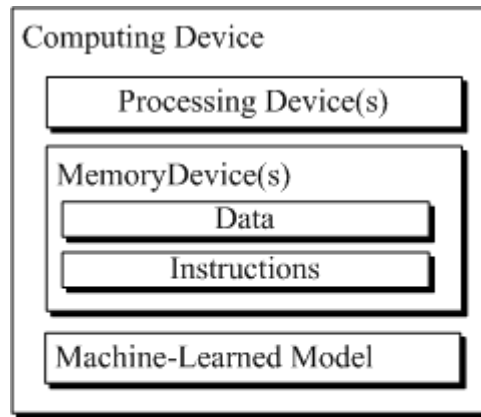 Computing Device
Processing Device(s)
MemoryDevice(s)
Data
Instructions
Machine-Learned Model